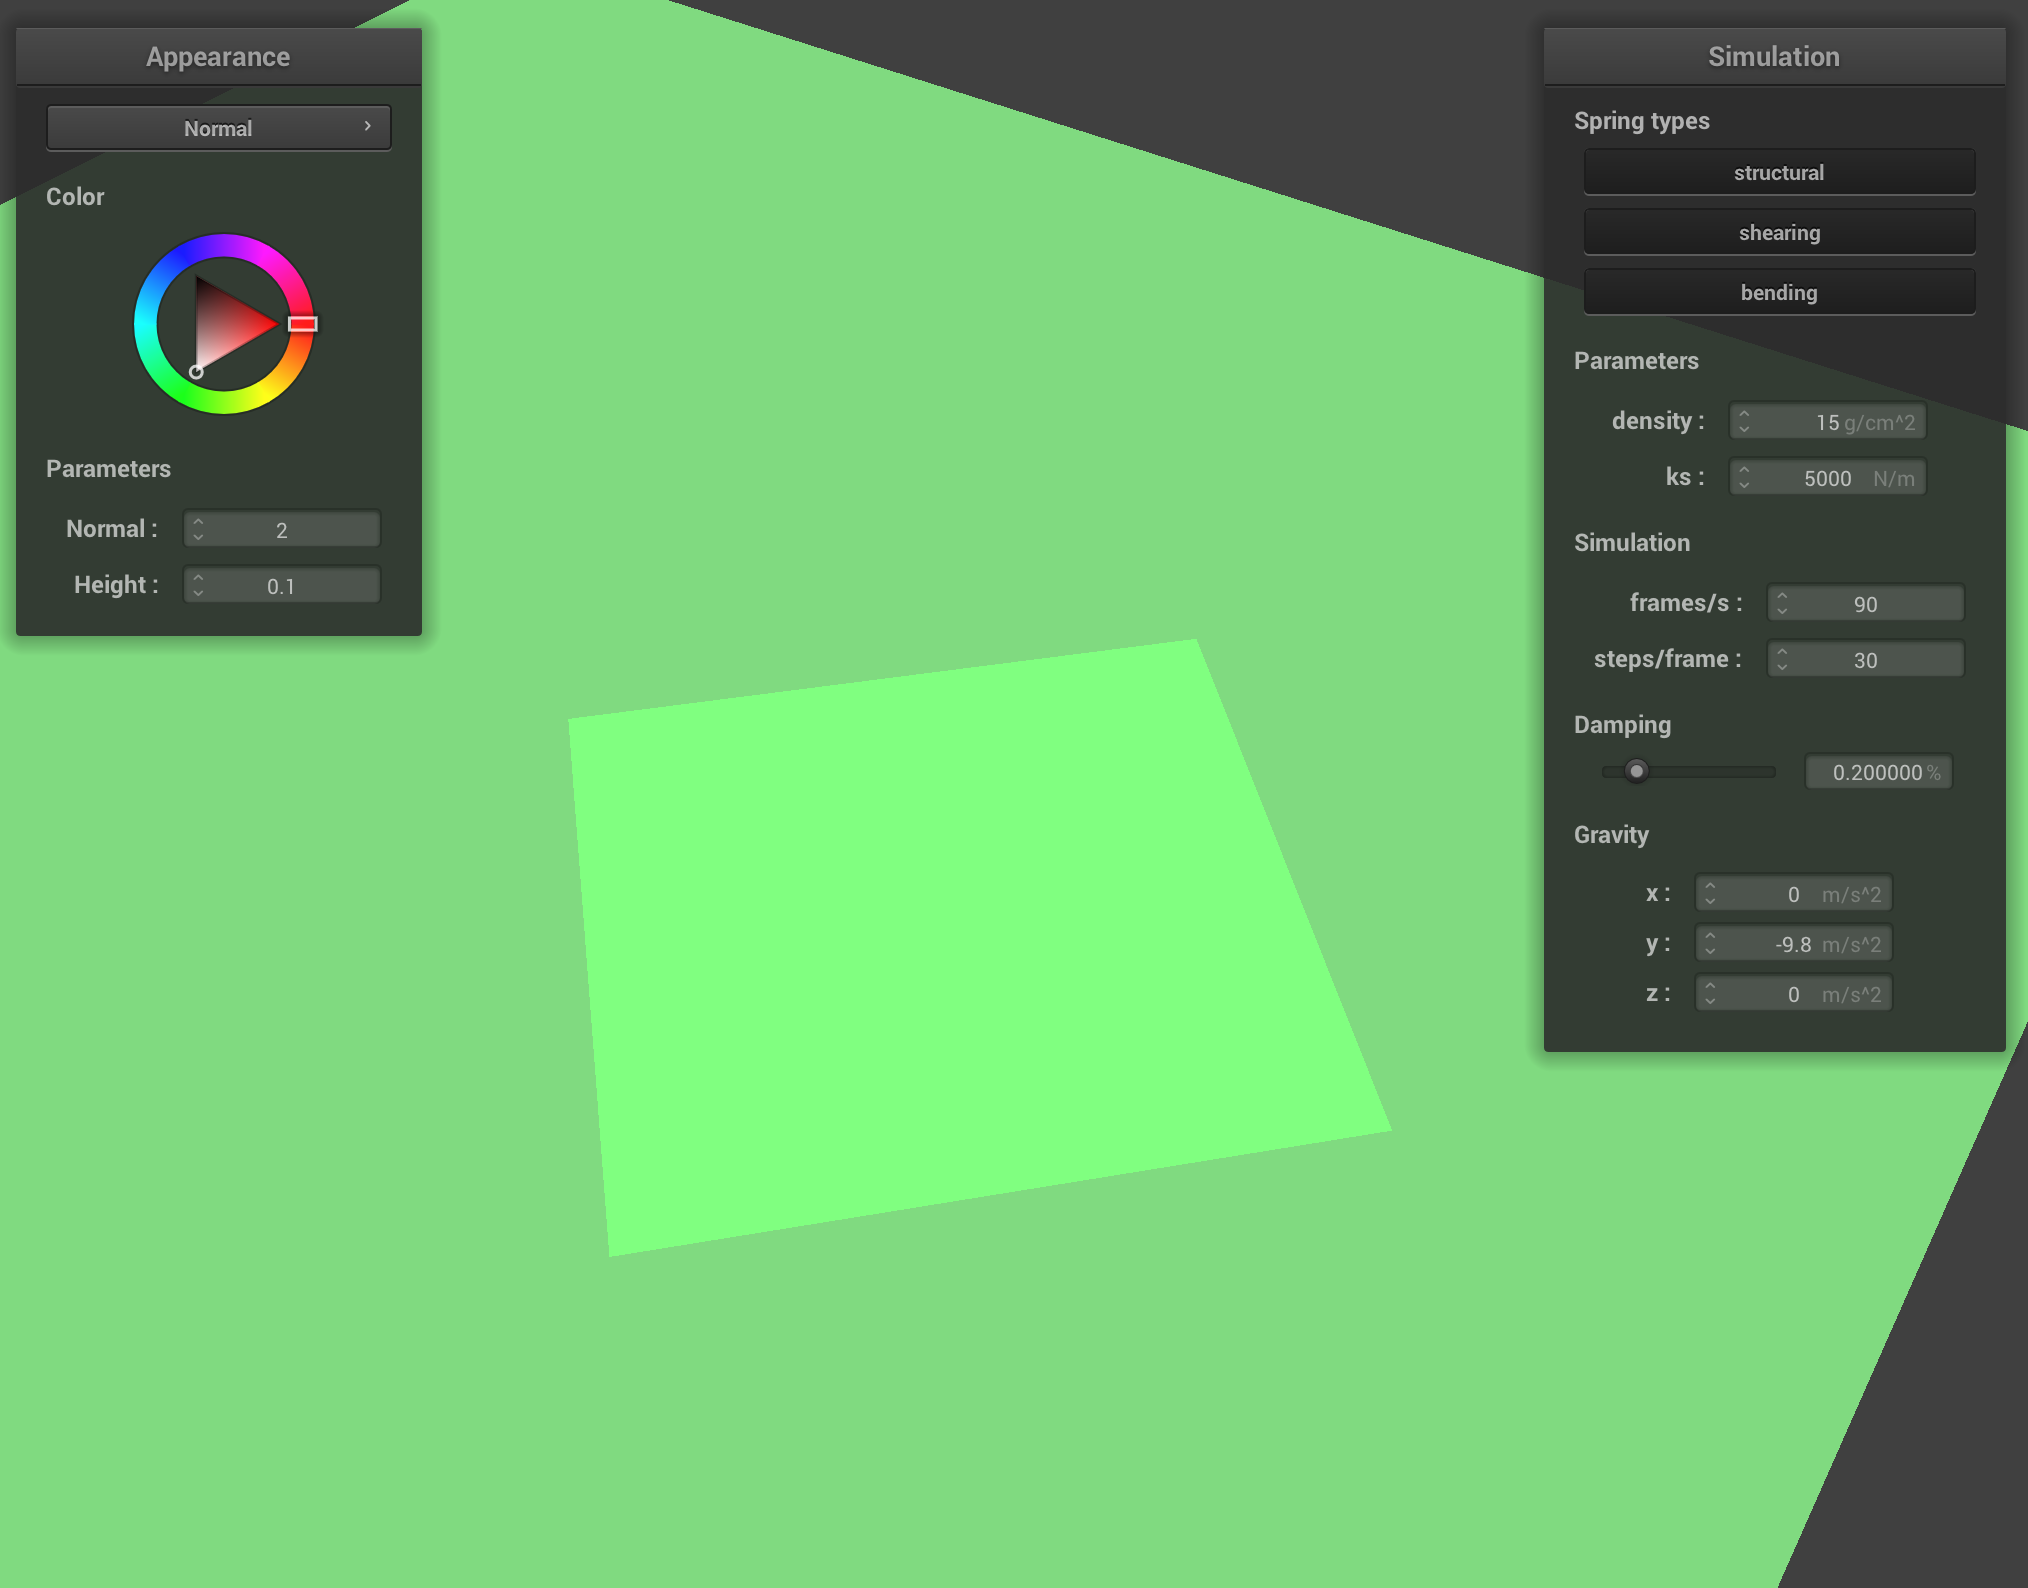 Appearance
Normal
Color
Parameters
Normal : 2
Height : 0.1
Simulation
Spring types
structural
shearing
bending
Parameters
density : 15 g/cm^2
ks : 5000 N/m
Simulation
frames/s : 90
steps/frame : 30
Damping
0.200000 %
Gravity
x : 0 m/s^2
y : -9.8 m/s^2
z : 0 m/s^2